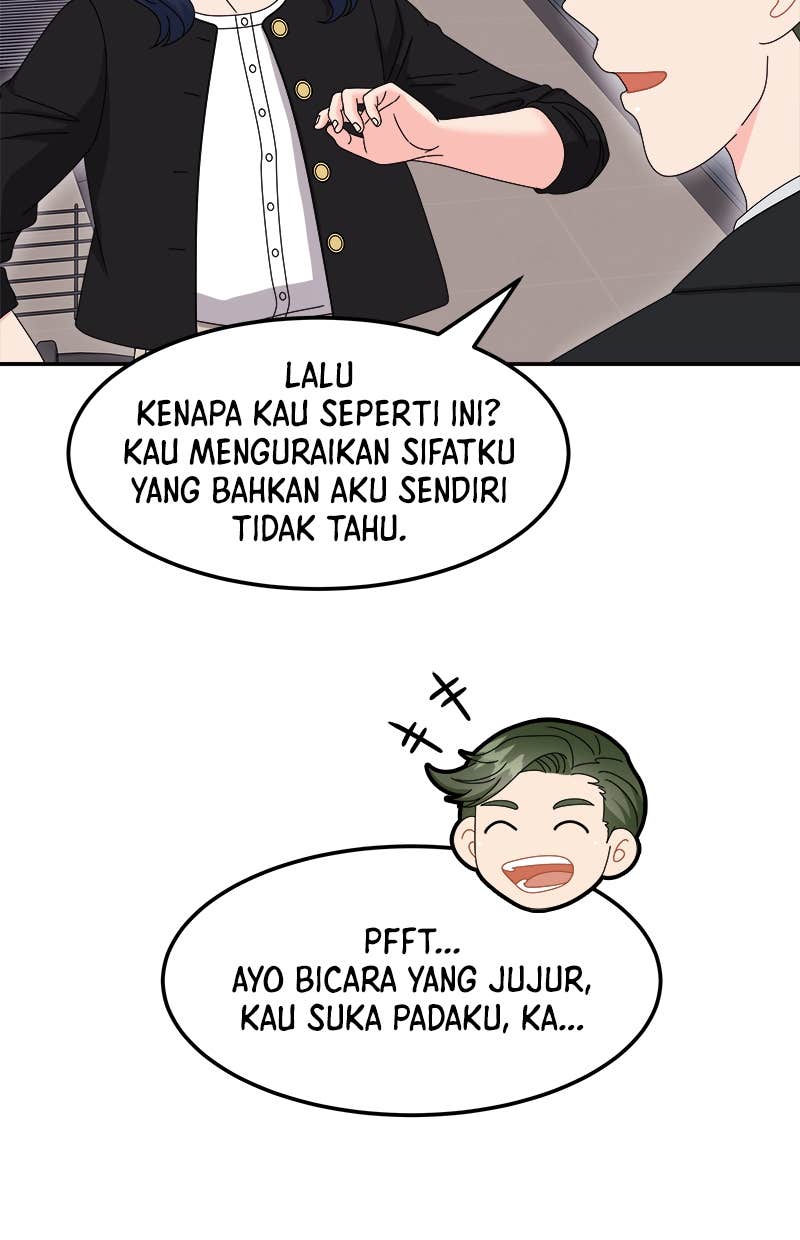 LALU
KENAPA KAU SEPERTI INI?
KAU MENGURAIKAN SIFATKU
YANG BAHKAN AKU SENDIRI
TIDAK TAHU.
PFFT...
AYO BICARA YANG JUJUR,
KAU SUKA PADAKU, KA...